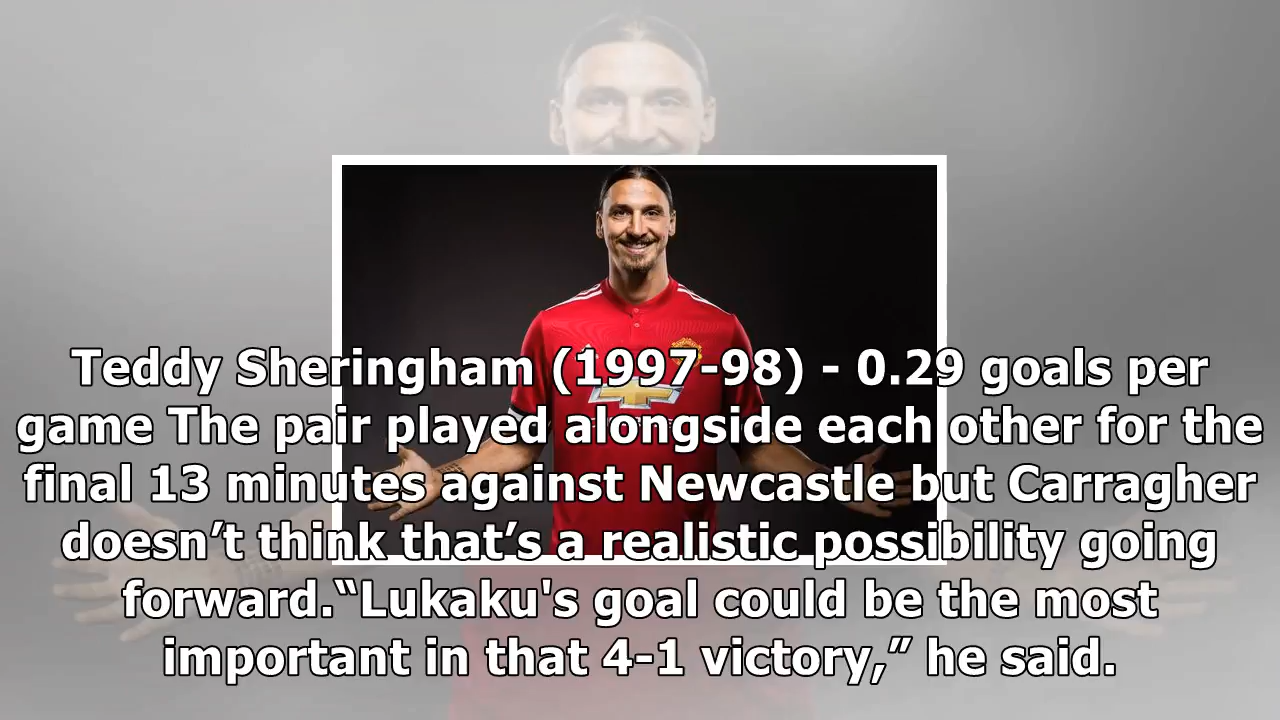 Teddy Sheringham (1997-98) - 0.29 goals per
game The pair played alongside each other for the
final 13 minutes against Newcastle but Carragher
doesn’t think that’s a realistic possibility going
forward.“Lukaku's goal could be the most
important in that 4-1 victory,” he said.